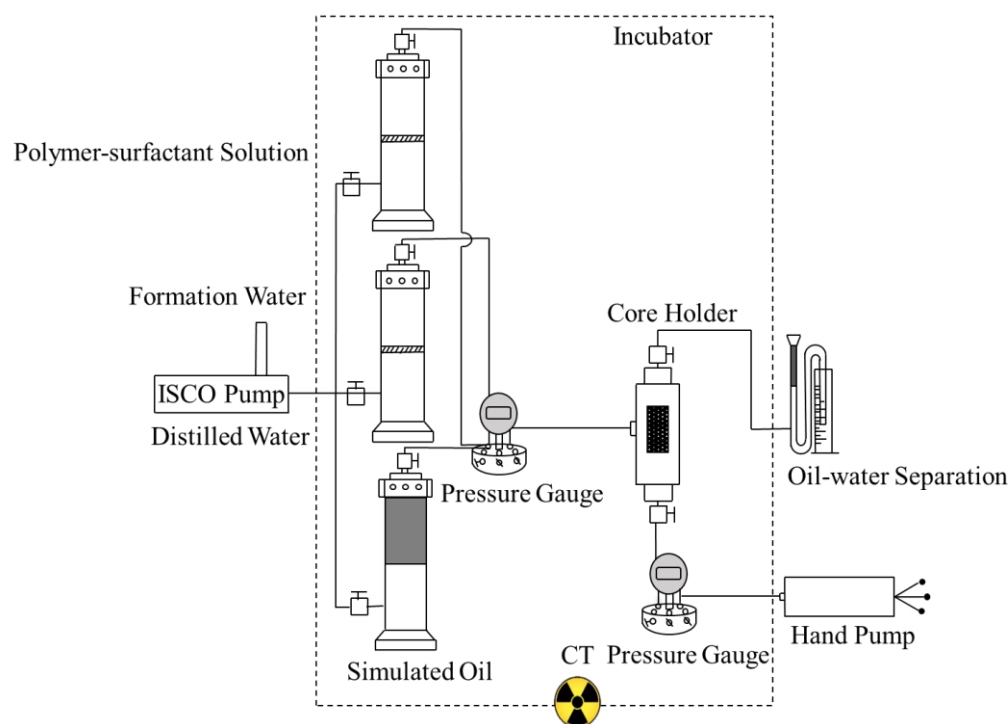 Incubator
Polymer-surfactant Solution
Formation Water
Core Holder
ISCO Pump
Distilled Water
Pressure Gauge
Oil-water Separation
Simulated Oil
CT
Pressure Gauge
Hand Pump